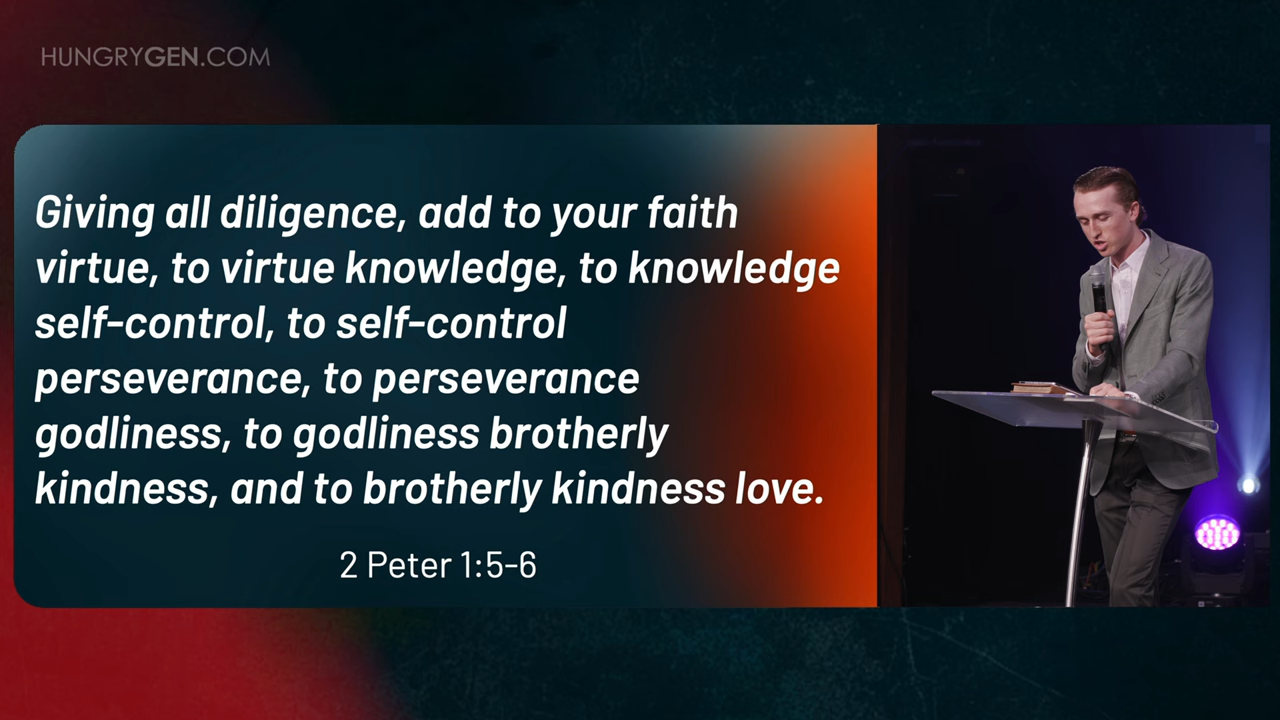 HUNGRYGEN.COM
Giving all diligence, add to your faith
virtue, to virtue knowledge, to knowledge
self-control, to self-control
perseverance, to perseverance
godliness, to godliness brotherly
kindness, and to brotherly kindness love.
2 Peter 1:5-6